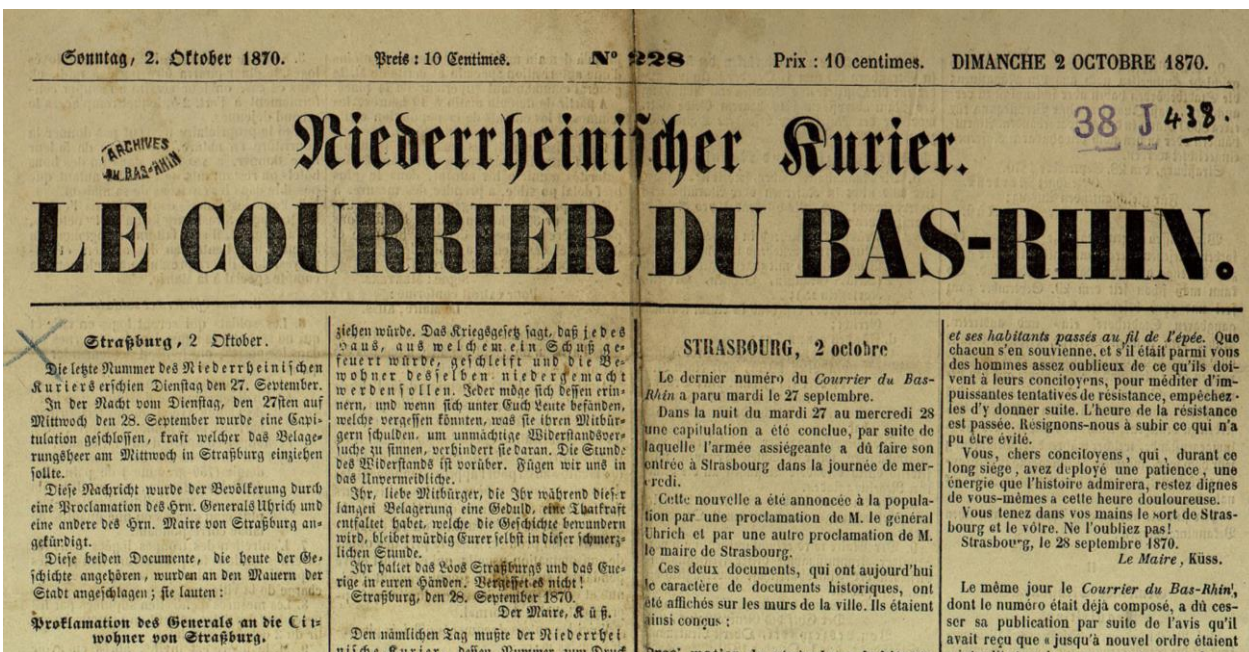 Sonntag, 2. Oktober 1870.
Preis : 10 Centimes.
Nº 228
Prix : 10 centimes.
DIMANCHE 2 OCTOBRE 1870.
ARCHIVES
DU BAS-RHIN
38 J 438.
Niederrheinischer Kurier.
LE COURRIER DU BAS-RHIN.
Straßburg, 2 Oktober.
Die letzte Nummer des Niederrheinischen
Kuriers erschien Dienstag den 27. September.
In der Nacht vom Dienstag, den 27sten auf
Mittwoch den 28. September wurde eine Capi-
tulation geschlossen, kraft welcher das Belage-
rungsheer am Mittwoch in Straßburg einziehen
sollte.
Diese Nachricht wurde der Bevölkerung durch
eine Proclamation des Hrn. Generals Uhrich und
eine andere des Hrn. Maire von Straßburg an-
gekürdigt.
Diese beiden Documente, die heute der Ge-
schichte angehören, wurden an den Mauern der
Stadt angeschlagen; sie lauten :
Proklamation des Generals an die Ein-
wohner von Straßburg.
ziehen würde. Das Kriegsgesetz sagt, daß jedes
Haus, aus welchem ein Schuß ge-
feuert würde, geschleift und die Be-
wohner desselben niedergemacht
werden sollen. Jeder möge sich dessen erin-
nern, und wenn sich unter Euch Leute befänden,
welche vergessen könnten, was sie ihren Mitbür-
gern schulden, um unmächtige Widerstandsver-
suche zu sinnen, verhindert sie daran. Die Stunde
des Widerstands ist vorüber. Fügen wir uns in
das Unvermeidliche.
Ihr, liebe Mitbürger, die Ihr während dieser
langen Belagerung eine Geduld, eine Thatkraft
entfaltet habet, welche die Geschichte bewundern
wird, bleibet würdig Eurer selbst in dieser schmerz-
lichen Stunde.
Ihr haltet das Loos Straßburgs und das Eue-
rige in euren Händen. Vergesset es nicht!
Straßburg, den 28. September 1870.
Der Maire, Küß.
Den nämlichen Tag mußte der Niederrhei-
nische Kurier, dessen Nummer zum Druck
STRASBOURG, 2 octobre
Le dernier numéro du Courrier du Bas-
Rhin a paru mardi le 27 septembre.
Dans la nuit du mardi 27 au mercredi 28
une capitulation a été conclue, par suite de
laquelle l'armée assiégeante a dû faire son
entrée à Strasbourg dans la journée de mer-
credi.
Cette nouvelle a été annoncée à la popula-
tion par une proclamation de M. le général
Uhrich et par une autre proclamation de M.
le maire de Strasbourg.
Ces deux documents, qui ont aujourd'hui
le caractère de documents historiques, ont
été affichés sur les murs de la ville. Ils étaient
ainsi conçus :
et ses habitants passés au fil de l'épée. Que
chacun s'en souvienne, et s'il était parmi vous
des hommes assez oublieux de ce qu'ils doi-
vent à leurs concitoyens, pour méditer d'im-
puissantes tentatives de résistance, empêchez-
les d'y donner suite. L'heure de la résistance
est passée. Résignons-nous à subir ce qui n'a
pu être évité.
Vous, chers concitoyens, qui, durant ce
long siége, avez déployé une patience, une
énergie que l'histoire admirera, restez dignes
de vous-mêmes a cette heure douloureuse.
Vous tenez dans vos mains le sort de Stras-
bourg et le vôtre. Ne l'oubliez pas!
Strasbourg, le 28 septembre 1870.
Le Maire, Küss.
Le même jour le Courrier du Bas-Rhin,
dont le numéro était déja composé, a dû ces-
ser sa publication par suite de l'avis qu'il
avait reçu que « jusqu'à nouvel ordre étaient